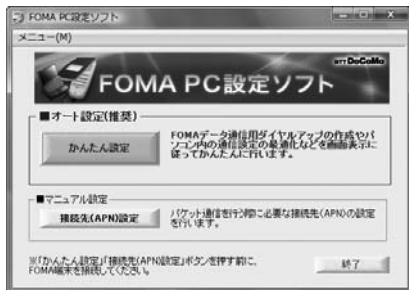 FOMA PC設定ソフト
メニュー(M)
NTT DoCoMo
FOMA PC設定ソフト
■オート設定(推奨)
かんたん設定
FOMAデータ通信用ダイヤルアップの作成やパ
ソコン内の通信設定の最適化などを画面表示に
従ってかんたんに行います。
■マニュアル設定
接続先(APN)設定
パケット通信を行う際に必要な接続先(APN)の設定
を行います。
※「かんたん設定」「接続先(APN)設定」ボタンを押す前に、
FOMA端末を接続してください。
終了